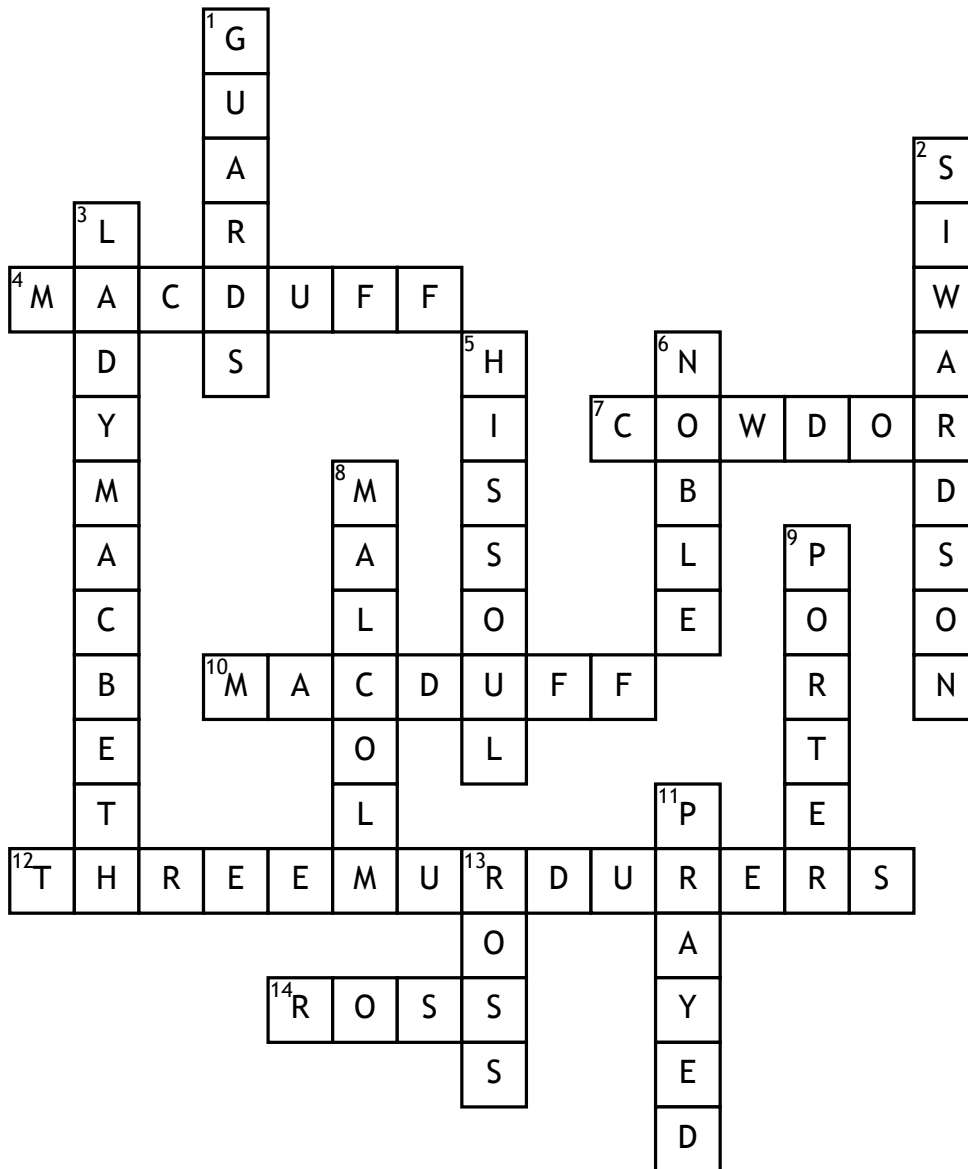 1 G
U
A 2 S
3 L R I
4 M A C D U F F W
D S 5 H 6 N A
Y I 7 C O W D O R
M 8 M S B D
A A S L 9 P S
C L O E O O
B 10 M A C D U F F R N
E O L T
T L 11 P E
12 T H R E E M U 13 R D U R E R S
O A
14 R O S S Y
S E
D